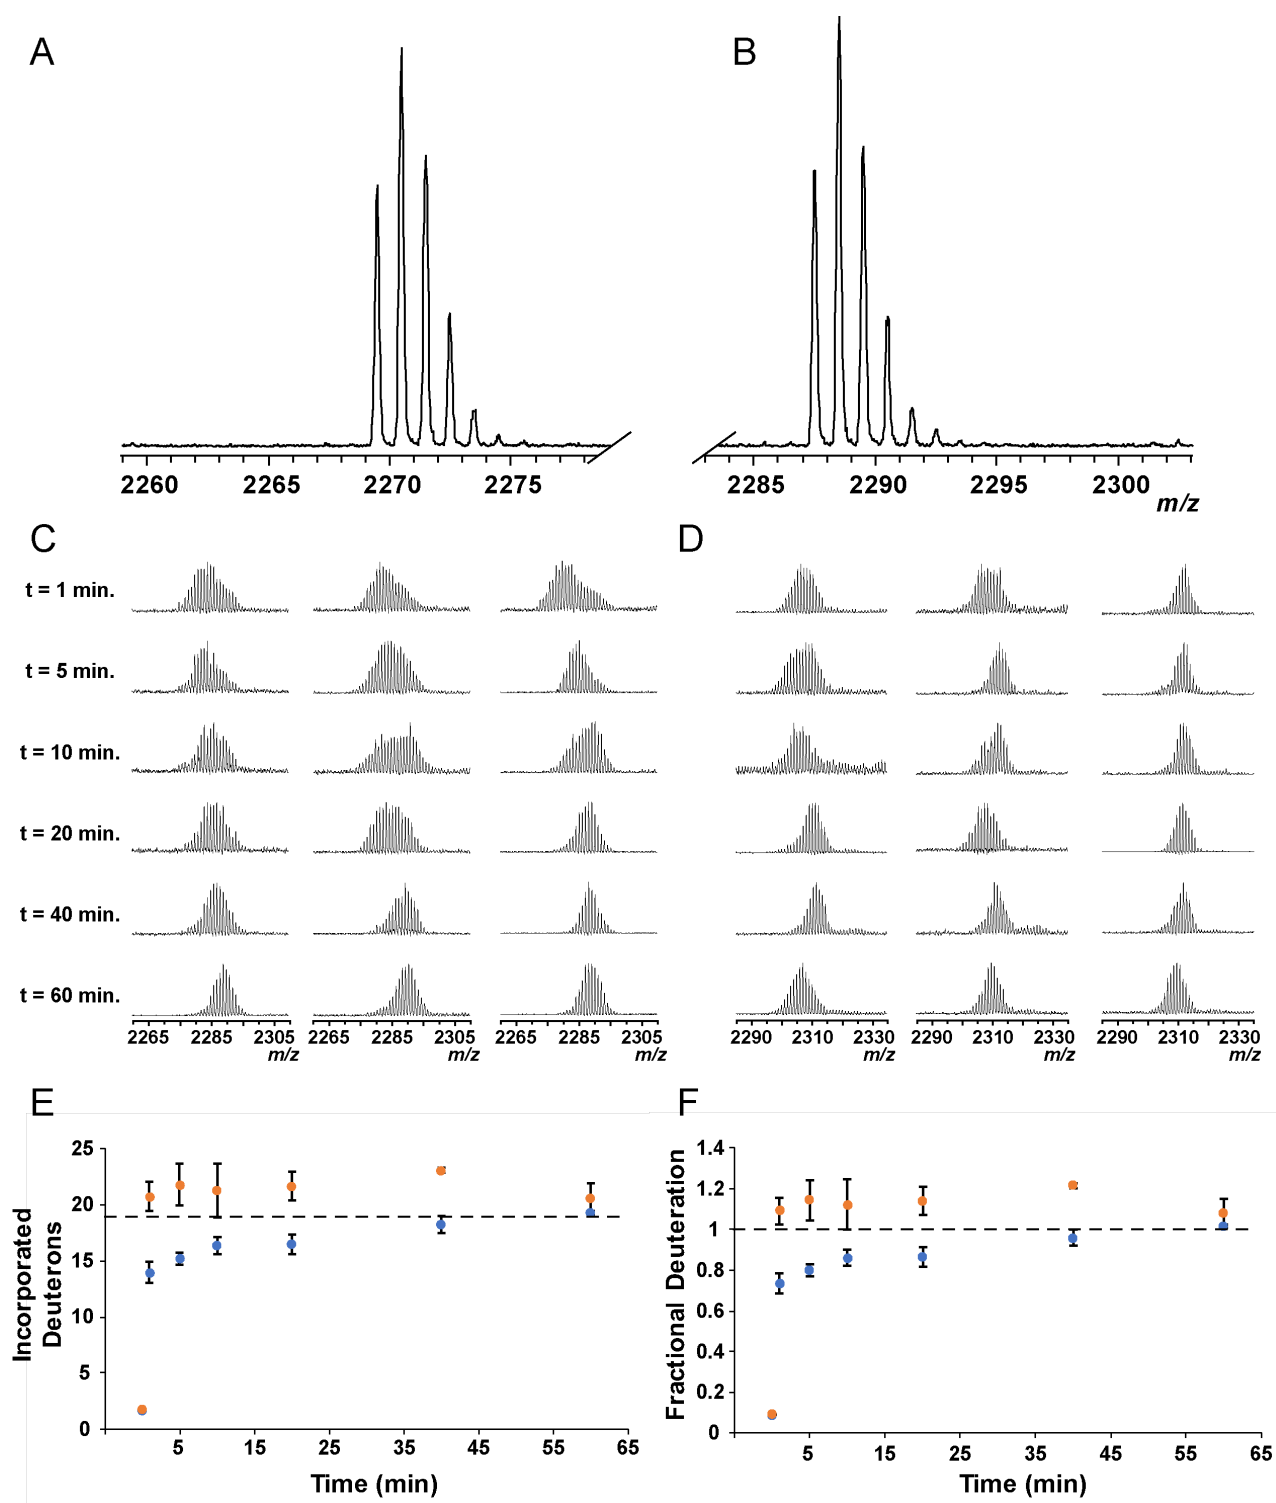 A
B
2260 2265 2270 2275
2285 2290 2295 2300
m/z
C
D
t = 1 min.
t = 5 min.
t = 10 min.
t = 20 min.
t = 40 min.
t = 60 min.
2265 2285 2305 2265 2285 2305 2265 2285 2305 2290 2310 2330 2290 2310 2330 2290 2310 2330
m/z m/z m/z m/z m/z m/z
E
F
25
20
15
10
5
0
Incorporated
Deuterons
5 15 25 35 45 55 65
Time (min)
1.4
1.2
1
0.8
0.6
0.4
0.2
0
Fractional Deuteration
5 15 25 35 45 55 65
Time (min)